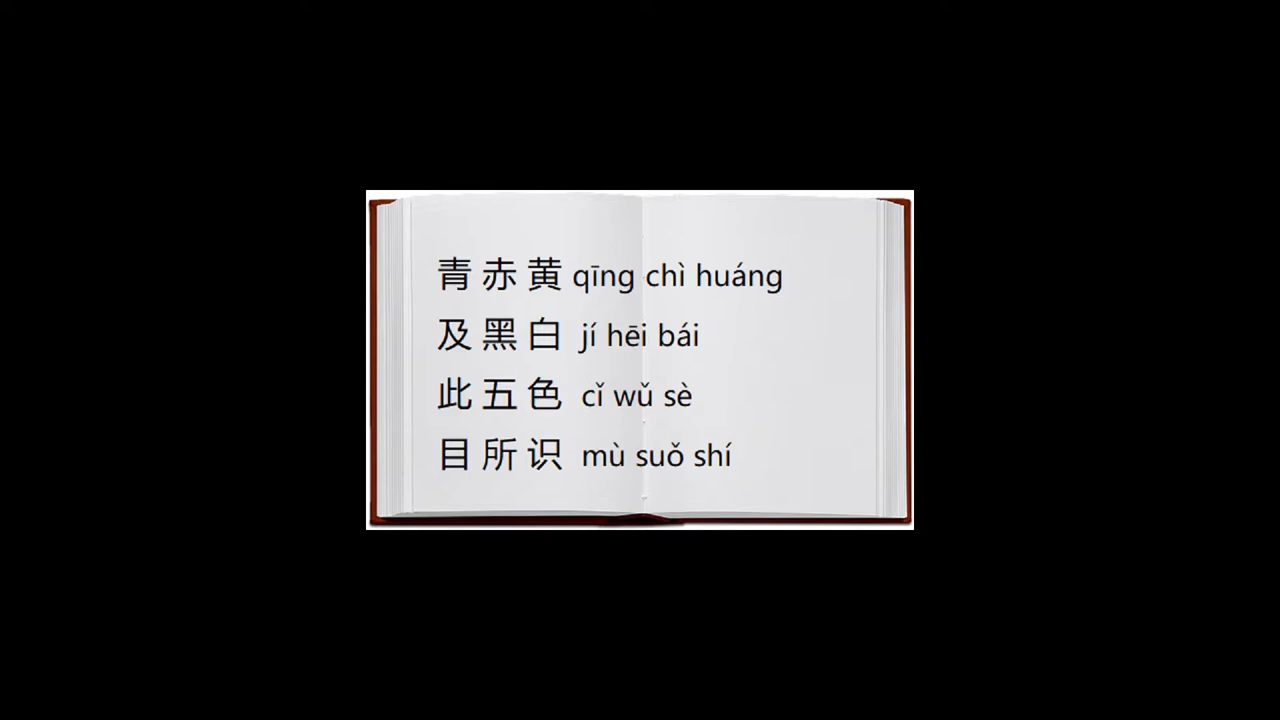 青赤黄 qīng chì huáng
及黑白 jí hēi bái
此五色 cǐ wǔ sè
目所识 mù suǒ shí